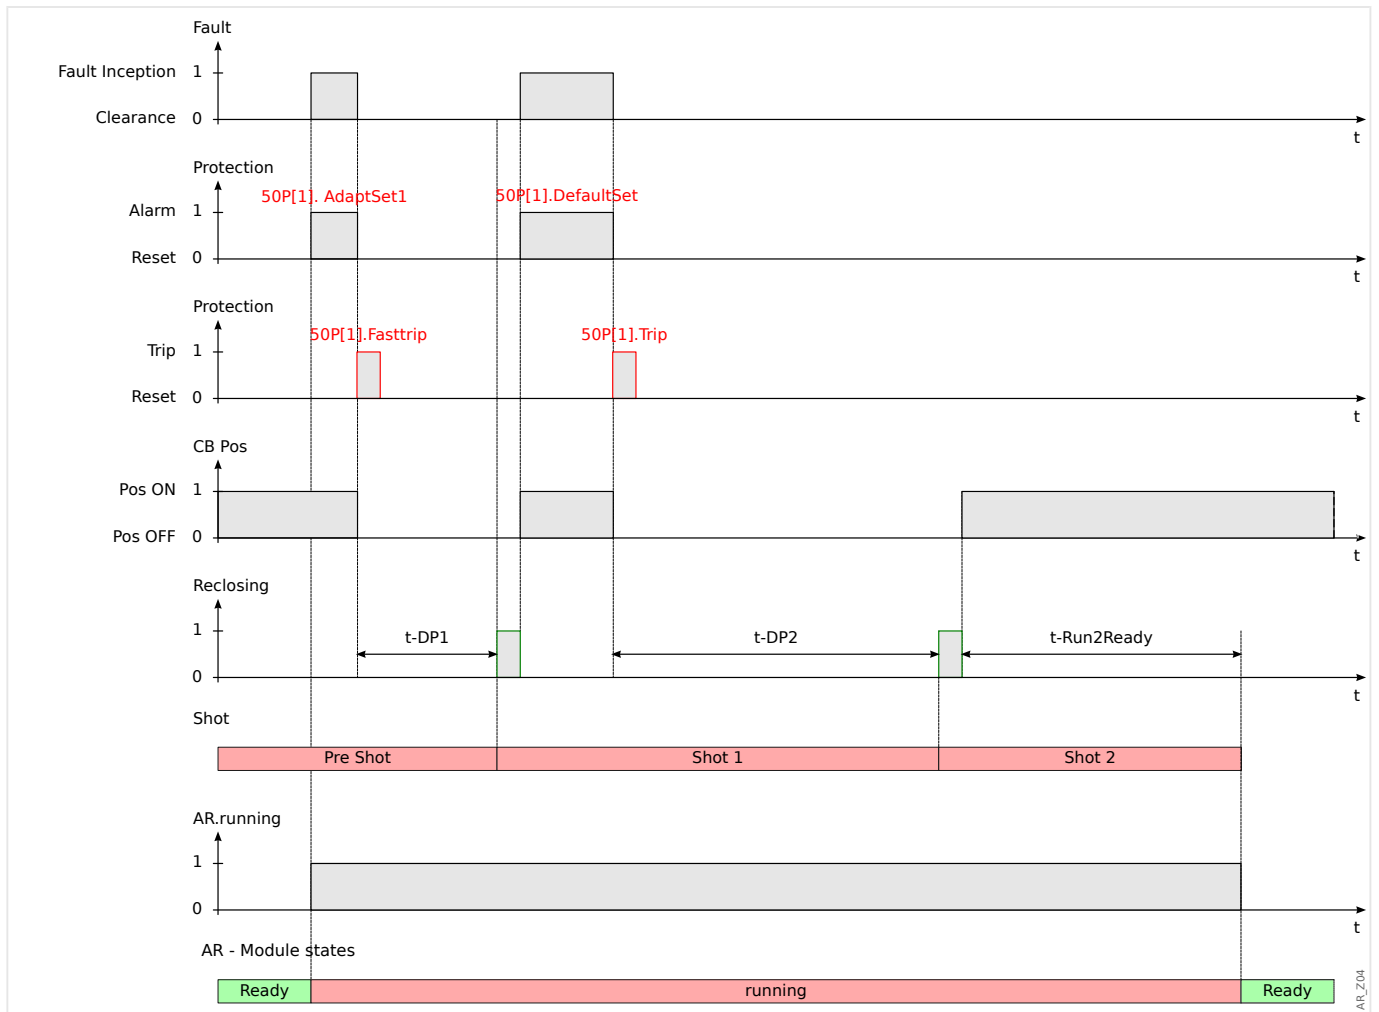 Fault
Fault Inception 1
Clearance 0
t
Protection
50P[1]. AdaptSet1 50P[1].DefaultSet
Alarm 1
Reset 0
t
Protection
50P[1].Fasttrip 50P[1].Trip
Trip 1
Reset 0
t
CB Pos
Pos ON 1
Pos OFF 0
t
Reclosing
1 t-DP1 t-DP2 t-Run2Ready
0
t
Shot
Pre Shot Shot 1 Shot 2
AR.running
1
0
t
AR - Module states
Ready running Ready
AR_Z04